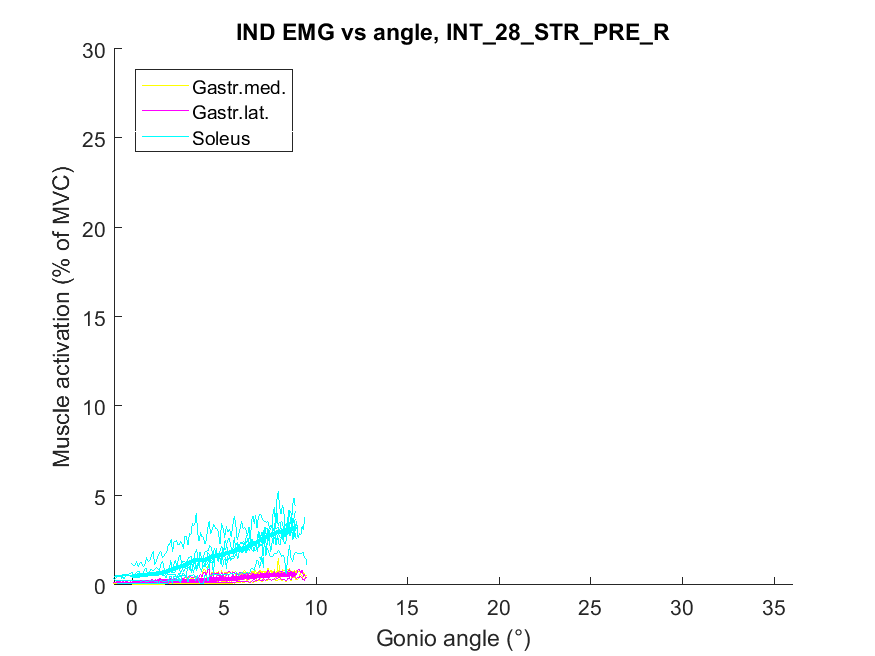 IND EMG vs angle, INT_28_STR_PRE_R
30
25
20
15
10
5
0
Muscle activation (% of MVC)
Gastr.med.
Gastr.lat.
Soleus
0 5 10 15 20 25 30 35
Gonio angle (°)